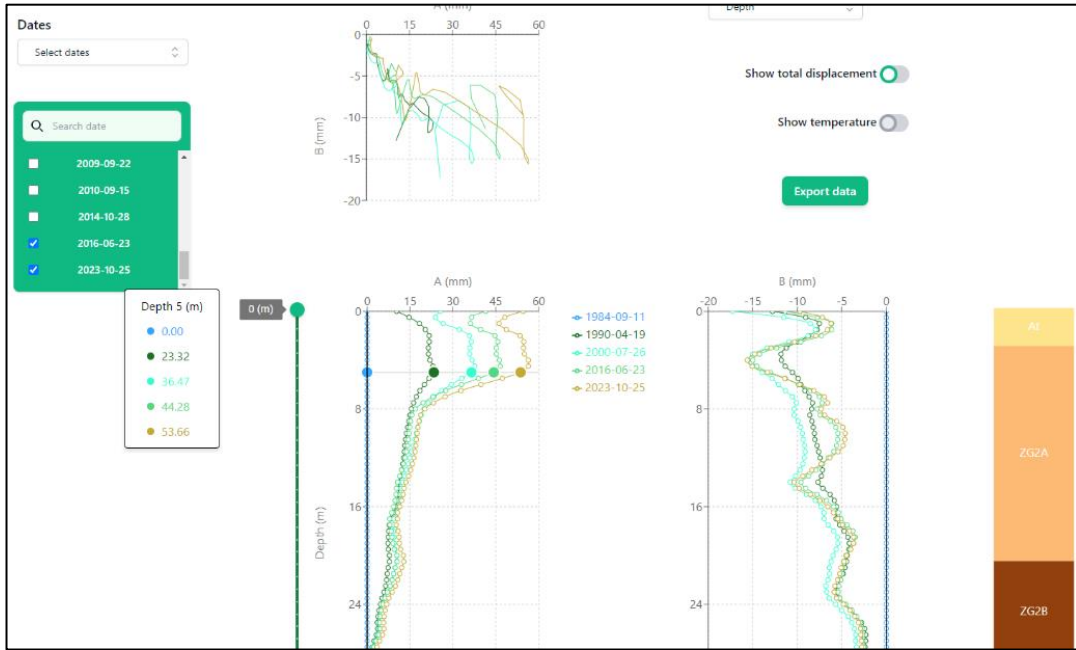 Dates
Select dates
Search date
2009-09-22
2010-09-15
2014-10-28
2016-06-23
2023-10-25
A (mm)
0 15 30 45 60
0
-5
-10
-15
-20
B (mm)
Depth
Show total displacement
Show temperature
Export data
Depth 5 (m)
0.00
23.32
36.47
44.28
53.66
0 (m)
A (mm)
0 15 30 45 60
0
8
16
24
Depth (m)
1984-09-11
1990-04-19
2000-07-26
2016-06-23
2023-10-25
B (mm)
-20 -15 -10 -5 0
0
8
16
24
ZG2A
ZG2B